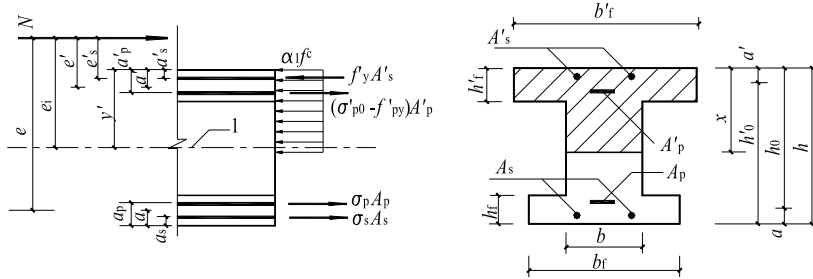 N
e
ei
y'
e'
e's
a'p
a'
a's
α1fc
f'yA's
(σ'p0 - f'py)A'p
1
ap
a
as
σpAp
σsAs
b'f
A's
h'f
A'p
As
Ap
hf
b
bf
a'
x
h'0
h0
h
a